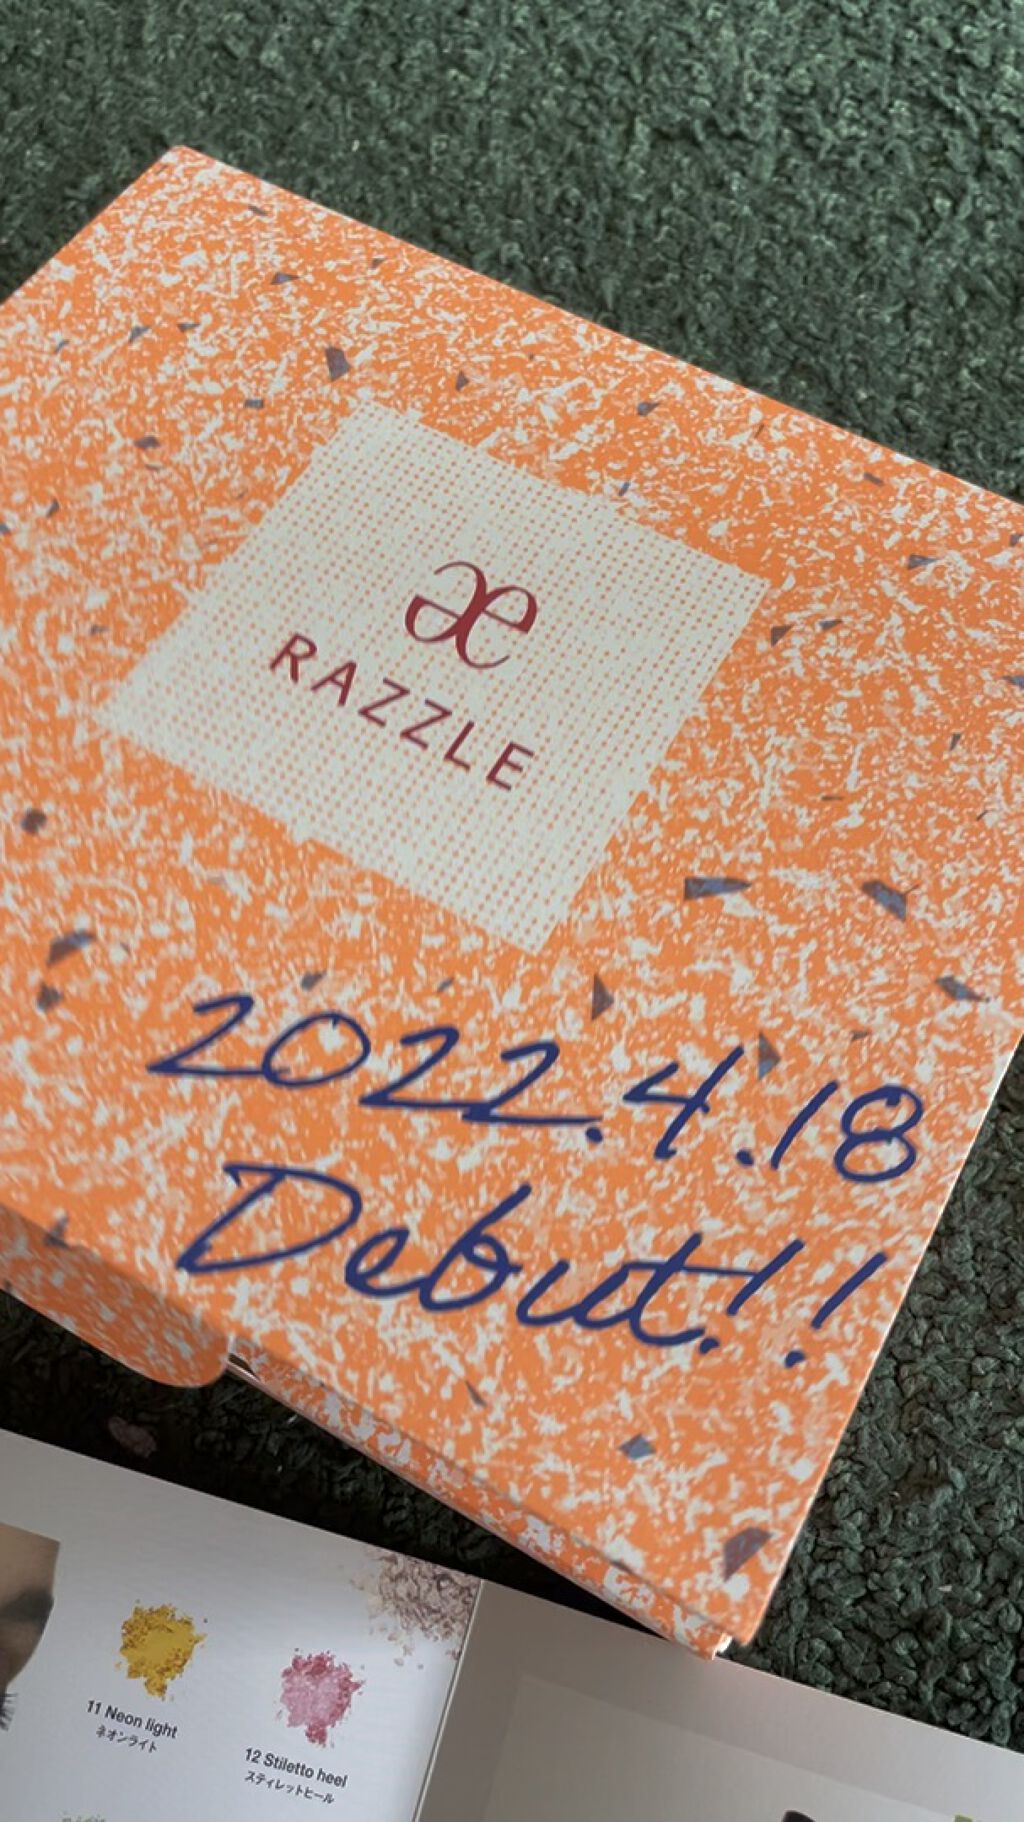 æ
RAZZLE
2022.4.18
Debut!!
11 Neon light
ネオンライト
12 Stiletto heel
スティレットヒール